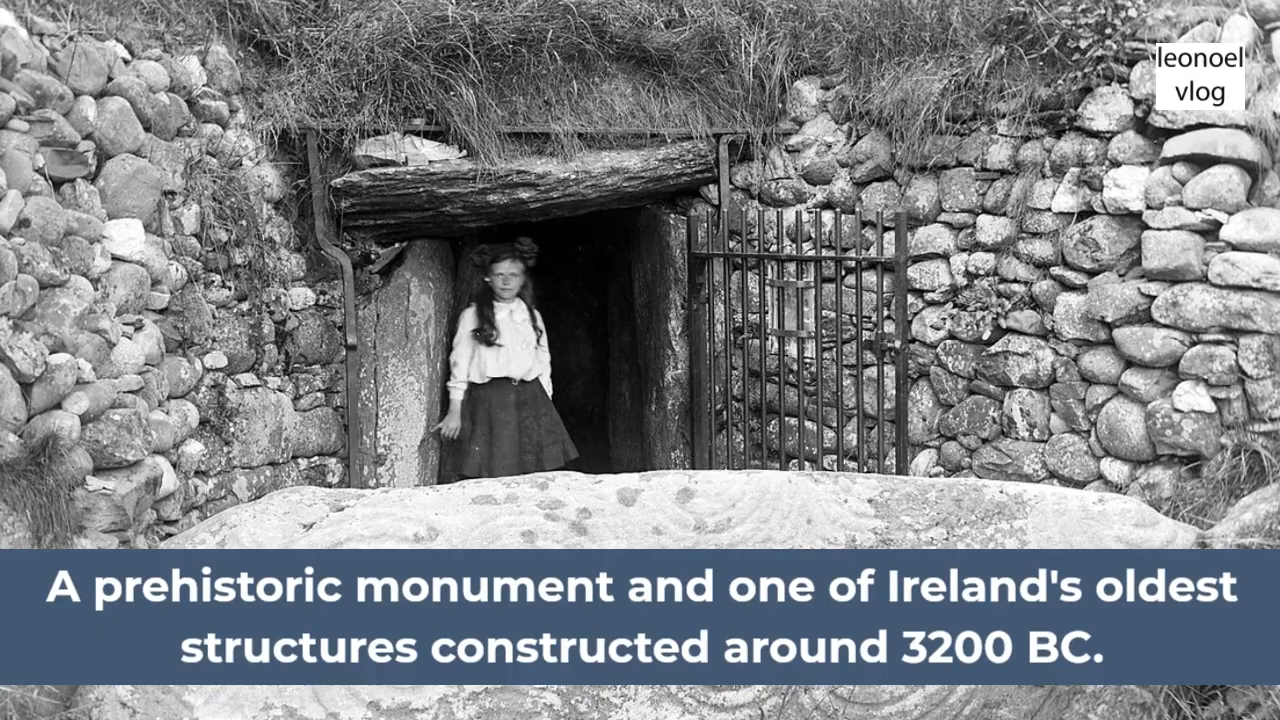 leonoel
vlog
A prehistoric monument and one of Ireland's oldest
structures constructed around 3200 BC.